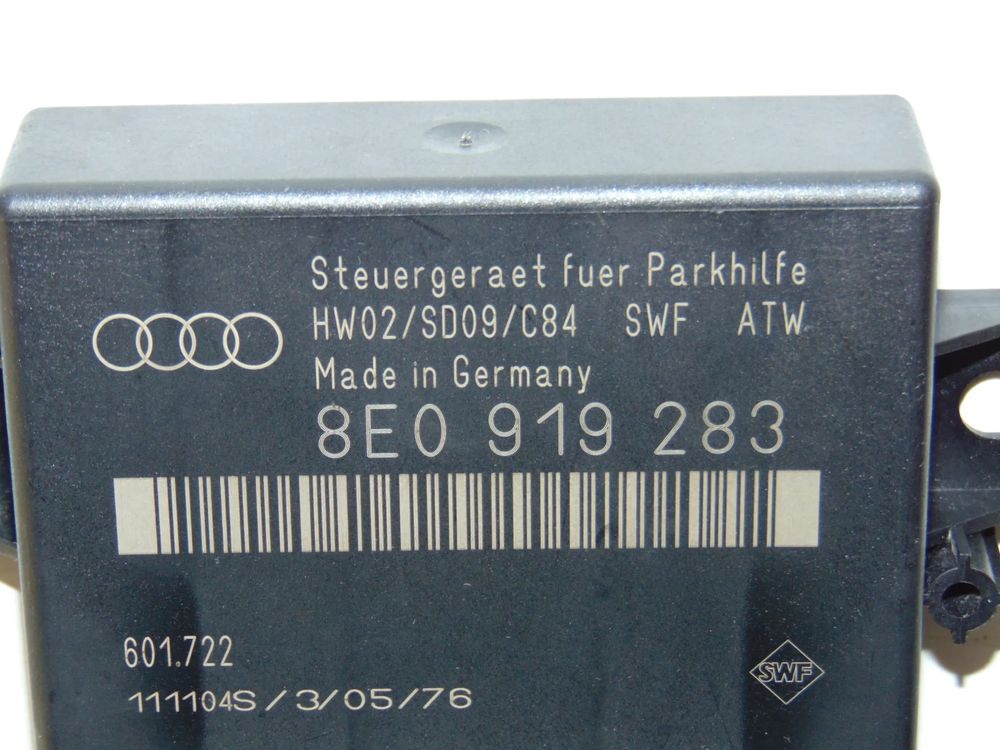 Steuergeraet fuer Parkhilfe
HW02/SD09/C84 SWF ATW
Made in Germany
8E0 919 283
601.722
111104S/3/05/76
SWF